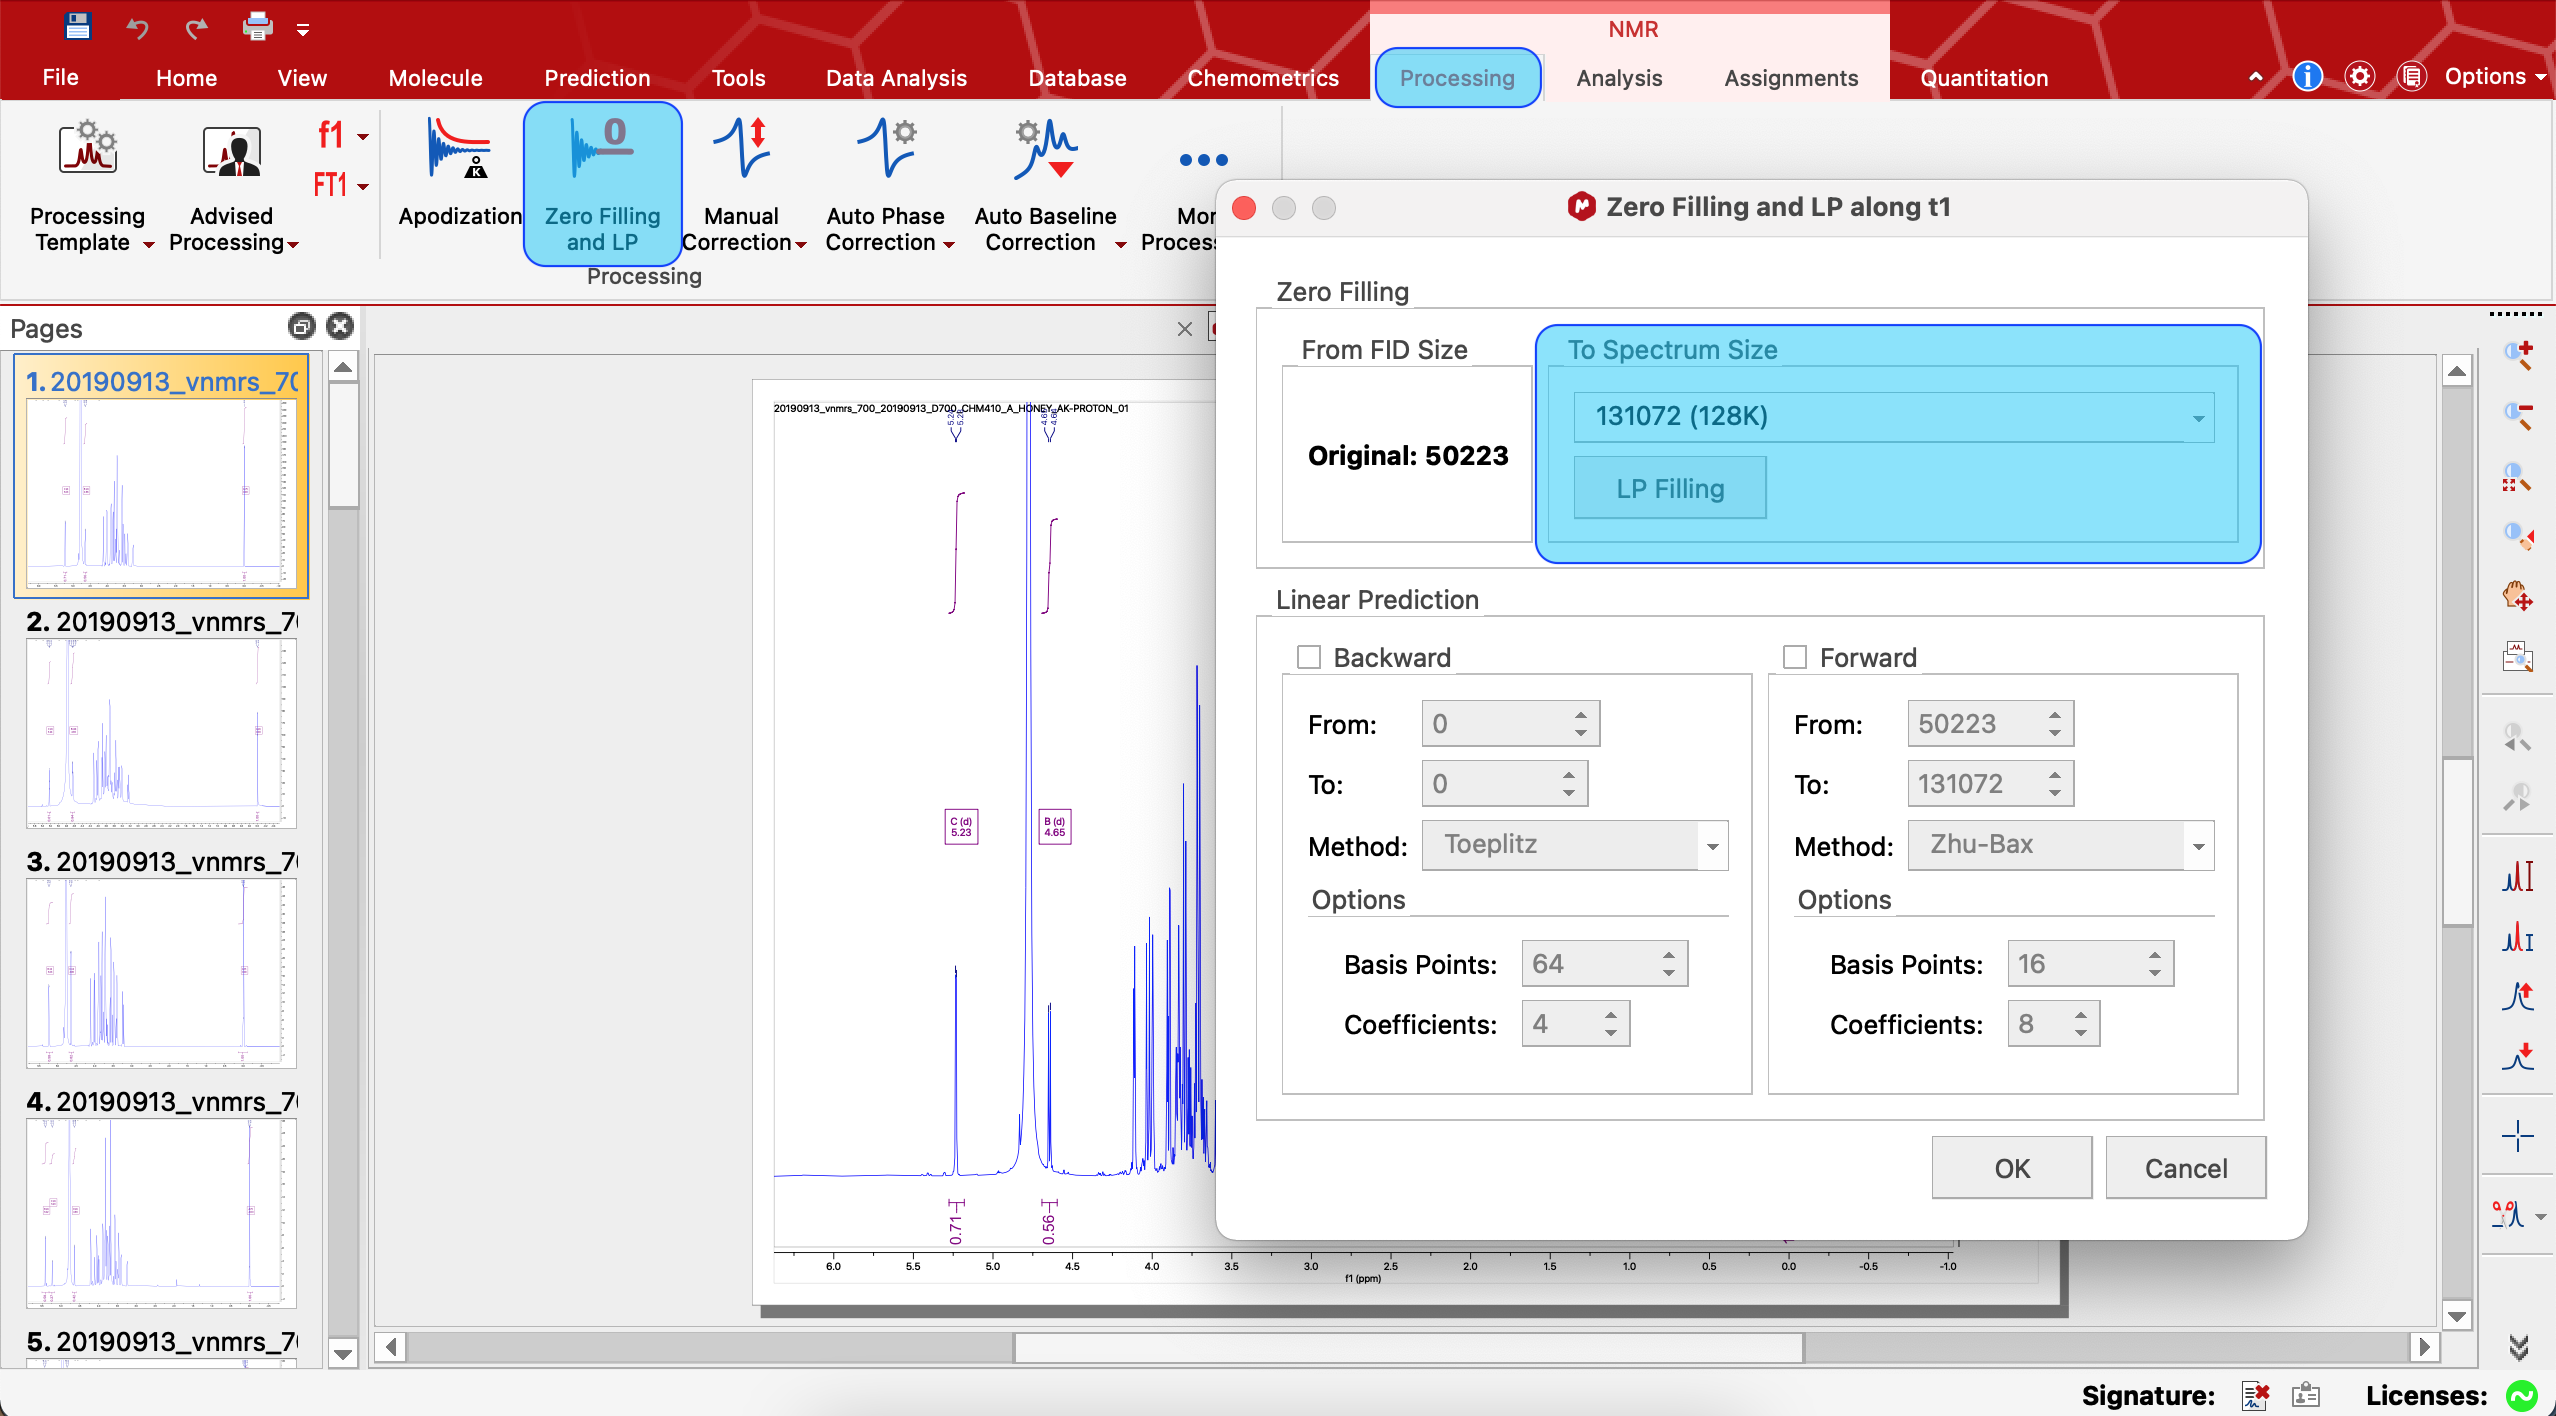 NMR
File Home View Molecule Prediction Tools Data Analysis Database Chemometrics Processing Analysis Assignments Quantitation Options
f1
FT1
Processing Template
Advised Processing
Apodization
Zero Filling and LP
Manual Correction
Auto Phase Correction
Auto Baseline Correction
Mor
Process
Processing
Pages
1. 20190913_vnmrs_70
2. 20190913_vnmrs_70
3. 20190913_vnmrs_70
4. 20190913_vnmrs_70
5. 20190913_vnmrs_70
20190913_vnmrs_700_20190913_D700_CHM410_A_HONEY_AK-PROTON_01
C (d)
5.23
B (d)
4.65
0.71
0.56
6.0 5.5 5.0 4.5 4.0 3.5 3.0 2.5 2.0 1.5 1.0 0.5 0.0 -0.5 -1.0
f1 (ppm)
Zero Filling and LP along t1
Zero Filling
From FID Size
Original: 50223
To Spectrum Size
131072 (128K)
LP Filling
Linear Prediction
Backward
From: 0
To: 0
Method: Toeplitz
Options
Basis Points: 64
Coefficients: 4
Forward
From: 50223
To: 131072
Method: Zhu-Bax
Options
Basis Points: 16
Coefficients: 8
OK Cancel
Signature: Licenses: